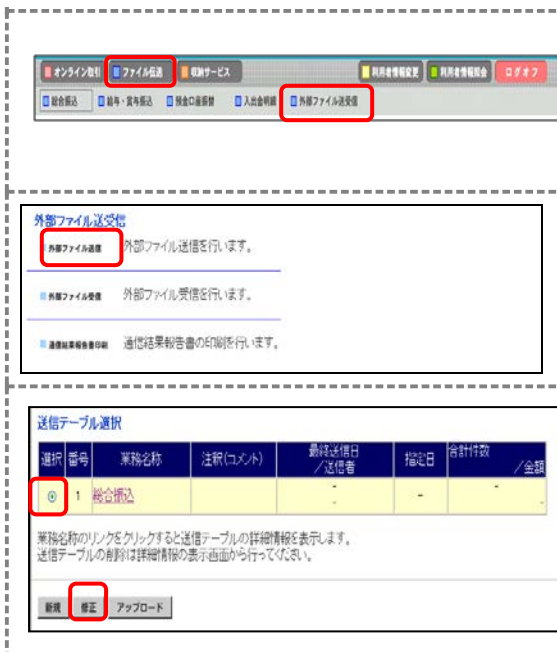 オンライン取引 ファイル伝送 収納サービス 利用者情報変更 利用者情報照会 ログオフ
総合振込 給与・賞与振込 預金口座振替 入出金明細 外部ファイル送受信
外部ファイル送受信
外部ファイル送信 外部ファイル送信を行います。
外部ファイル受信 外部ファイル受信を行います。
通信結果報告書印刷 通信結果報告書の印刷を行います。
送信テーブル選択
選択 番号 業務名称 注釈(コメント) 最終送信日/送信者 指定日 合計件数/金額
1 総合振込 - - - - -
業務名称のリンクをクリックすると送信テーブルの詳細情報を表示します。
送信テーブルの削除は詳細情報の表示画面から行ってください。
新規 修正 アップロード